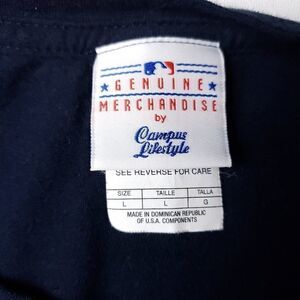 GENUINE
MERCHANDISE
by
Campus
Lifestyle
SEE REVERSE FOR CARE
SIZE TAILLE TALLA
L L G
MADE IN DOMINICAN REPUBLIC
OF U.S.A. COMPONENTS